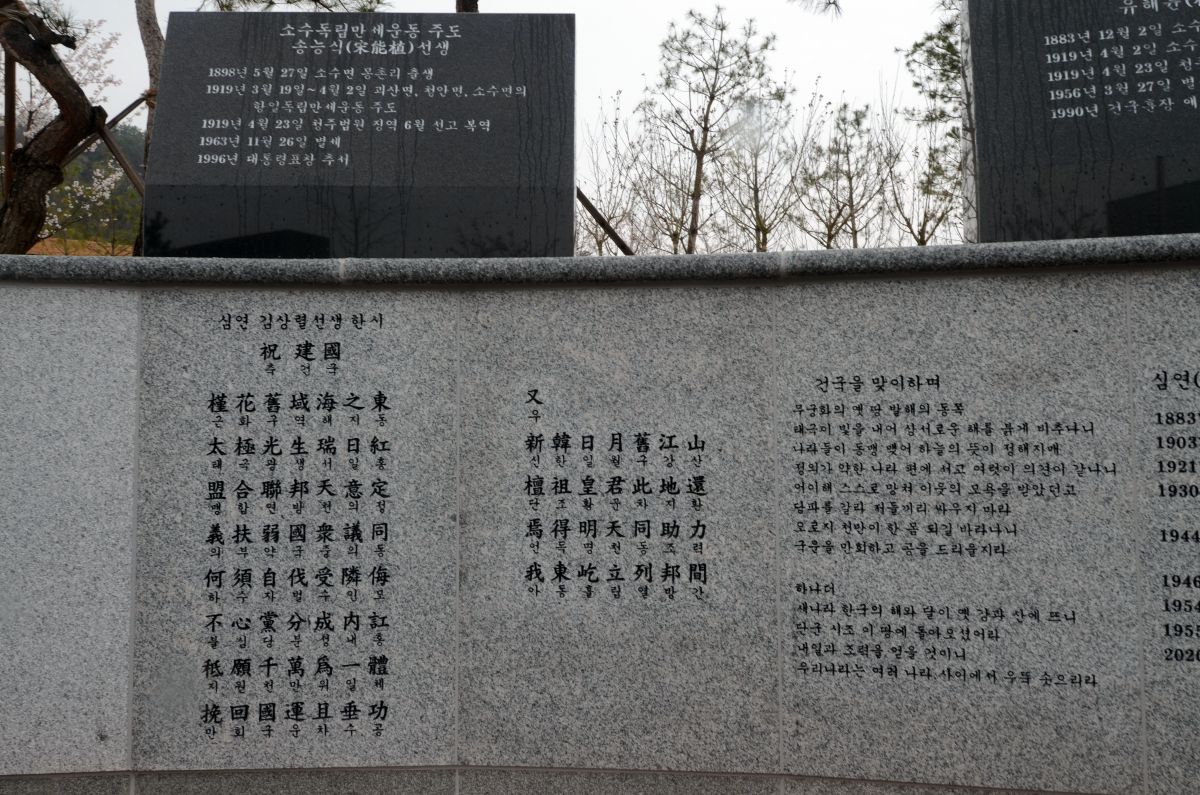 소수독립만세운동 주도
송능식(宋能植)선생
1898년 5월 27일 소수면 몽촌리 출생
1919년 3월 19일~4월 2일 괴산면, 청안면, 소수면의
한일독립만세운동 주도
1919년 4월 23일 청주법원 징역 6월 선고 복역
1963년 11월 26일 별세
1996년 대통령표창 추서
유해륜
1883년 12월 2일 소수
1919년 4월 2일 소수
1919년 4월 23일 청주
1956년 3월 27일 별
1990년 건국훈장 애
심연 김상렬선생 한시
祝 建 國
축 건 국
槿花舊域海之東
근화구역해지동
太極光生瑞日紅
태극광생서일홍
盟合聯邦天意定
맹합연방천의정
義扶弱國衆議同
의부약국중의동
何須自伐受隣侮
하수자벌수인모
不心黨分成内訌
불심당분성내홍
秪願千萬爲一體
지원천만위일체
挽回國運且垂功
만회국운차수공
又
우
新韓日月舊江山
신한일월구강산
檀祖皇君此地還
단조황군차지환
焉得明天同助力
언득명천동조력
我東屹立列邦間
아동흘립열방간
건국을 맞이하며
무궁화의 옛 땅 발해의 동쪽
태극이 빛을 내어 상서로운 해를 붉게 비추나니
나라들이 동맹 맺어 하늘의 뜻이 정해지매
정의가 약한 나라 편에 서고 여럿이 의견이 같나니
어이해 스스로 망쳐 이웃의 모욕을 받았던고
당파를 갈라 저들끼리 싸우지 마라
오로지 천만이 한 몸 되길 바라나니
국운을 만회하고 공을 드리울지라
하나더
새나라 한국의 해와 달이 옛 강과 산에 뜨니
단군 시조 이 땅에 돌아오셨어라
내일과 조력을 얻을 것이니
우리나라는 여러 나라 사이에서 우뚝 솟으리라
심연(
1883
1903
1921
1930
1944
1946
1954
1955
2020